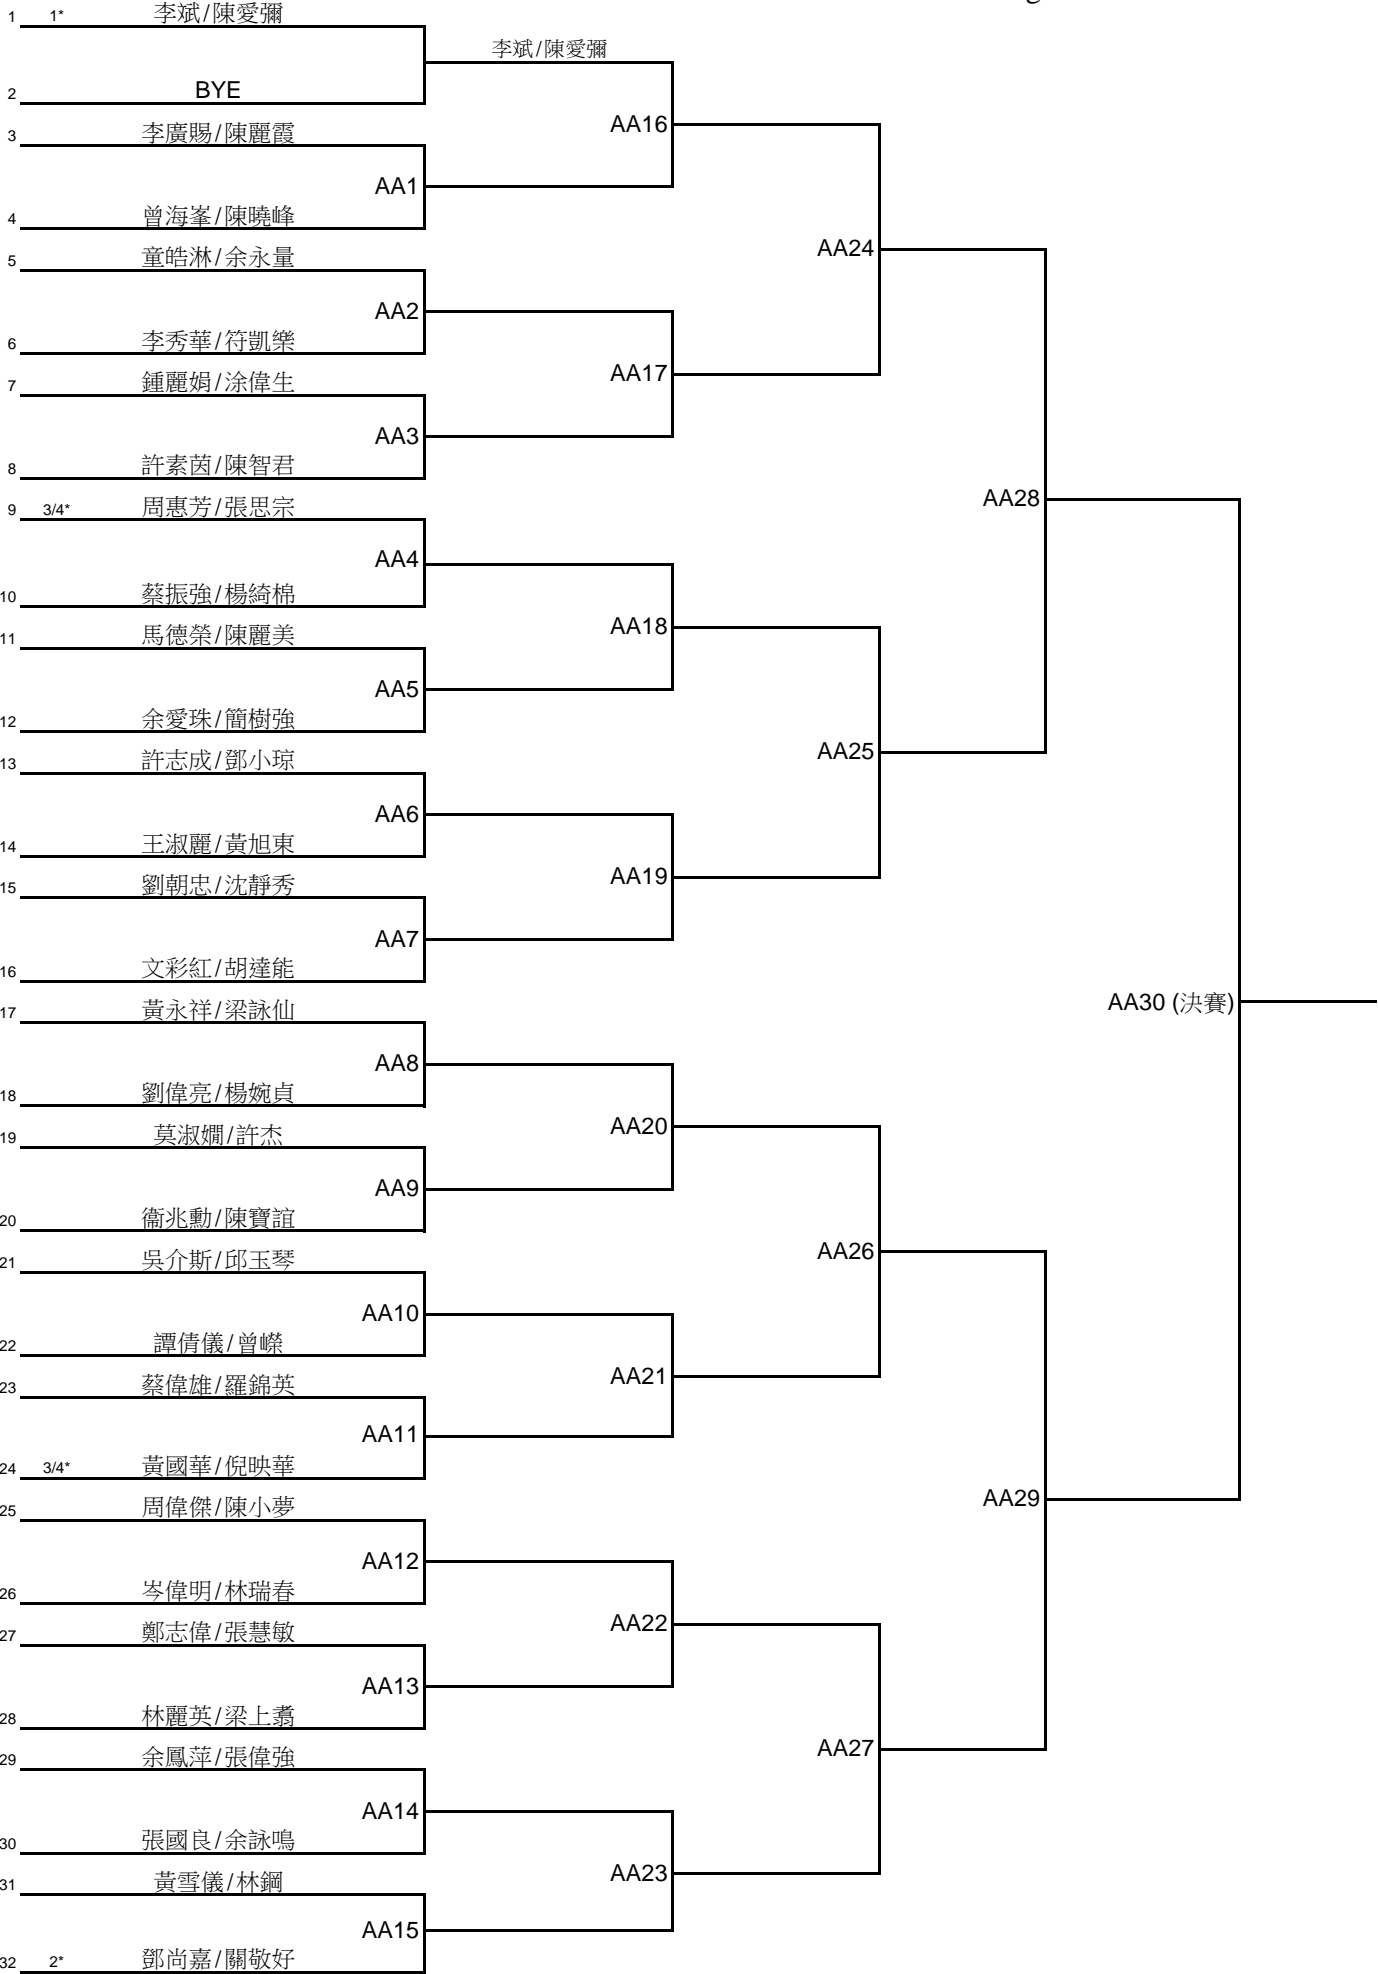 1 1* 李斌/陳愛彌
李斌/陳愛彌
2 BYE
AA16
3 李廣賜/陳麗霞
AA1
4 曾海峯/陳曉峰
AA24
5 童皓淋/余永量
AA2
6 李秀華/符凱樂
AA17
7 鍾麗娟/涂偉生
AA3
8 許素茵/陳智君
AA28
9 3/4* 周惠芳/張思宗
AA4
10 蔡振強/楊綺棉
AA18
11 馬德榮/陳麗美
AA5
12 余愛珠/簡樹強
AA25
13 許志成/鄧小琼
AA6
14 王淑麗/黃旭東
AA19
15 劉朝忠/沈靜秀
AA7
16 文彩紅/胡達能
AA30 (決賽)
17 黃永祥/梁詠仙
AA8
18 劉偉亮/楊婉貞
AA20
19 莫淑嫻/許杰
AA9
20 衞兆勳/陳寶誼
AA26
21 吳介斯/邱玉琴
AA10
22 譚倩儀/曾嶸
AA21
23 蔡偉雄/羅錦英
AA11
24 3/4* 黃國華/倪映華
AA29
25 周偉傑/陳小夢
AA12
26 岑偉明/林瑞春
AA22
27 鄭志偉/張慧敏
AA13
28 林麗英/梁上翥
AA27
29 余鳳萍/張偉強
AA14
30 張國良/余詠鳴
AA23
31 黃雪儀/林鋼
AA15
32 2* 鄧尚嘉/關敬好